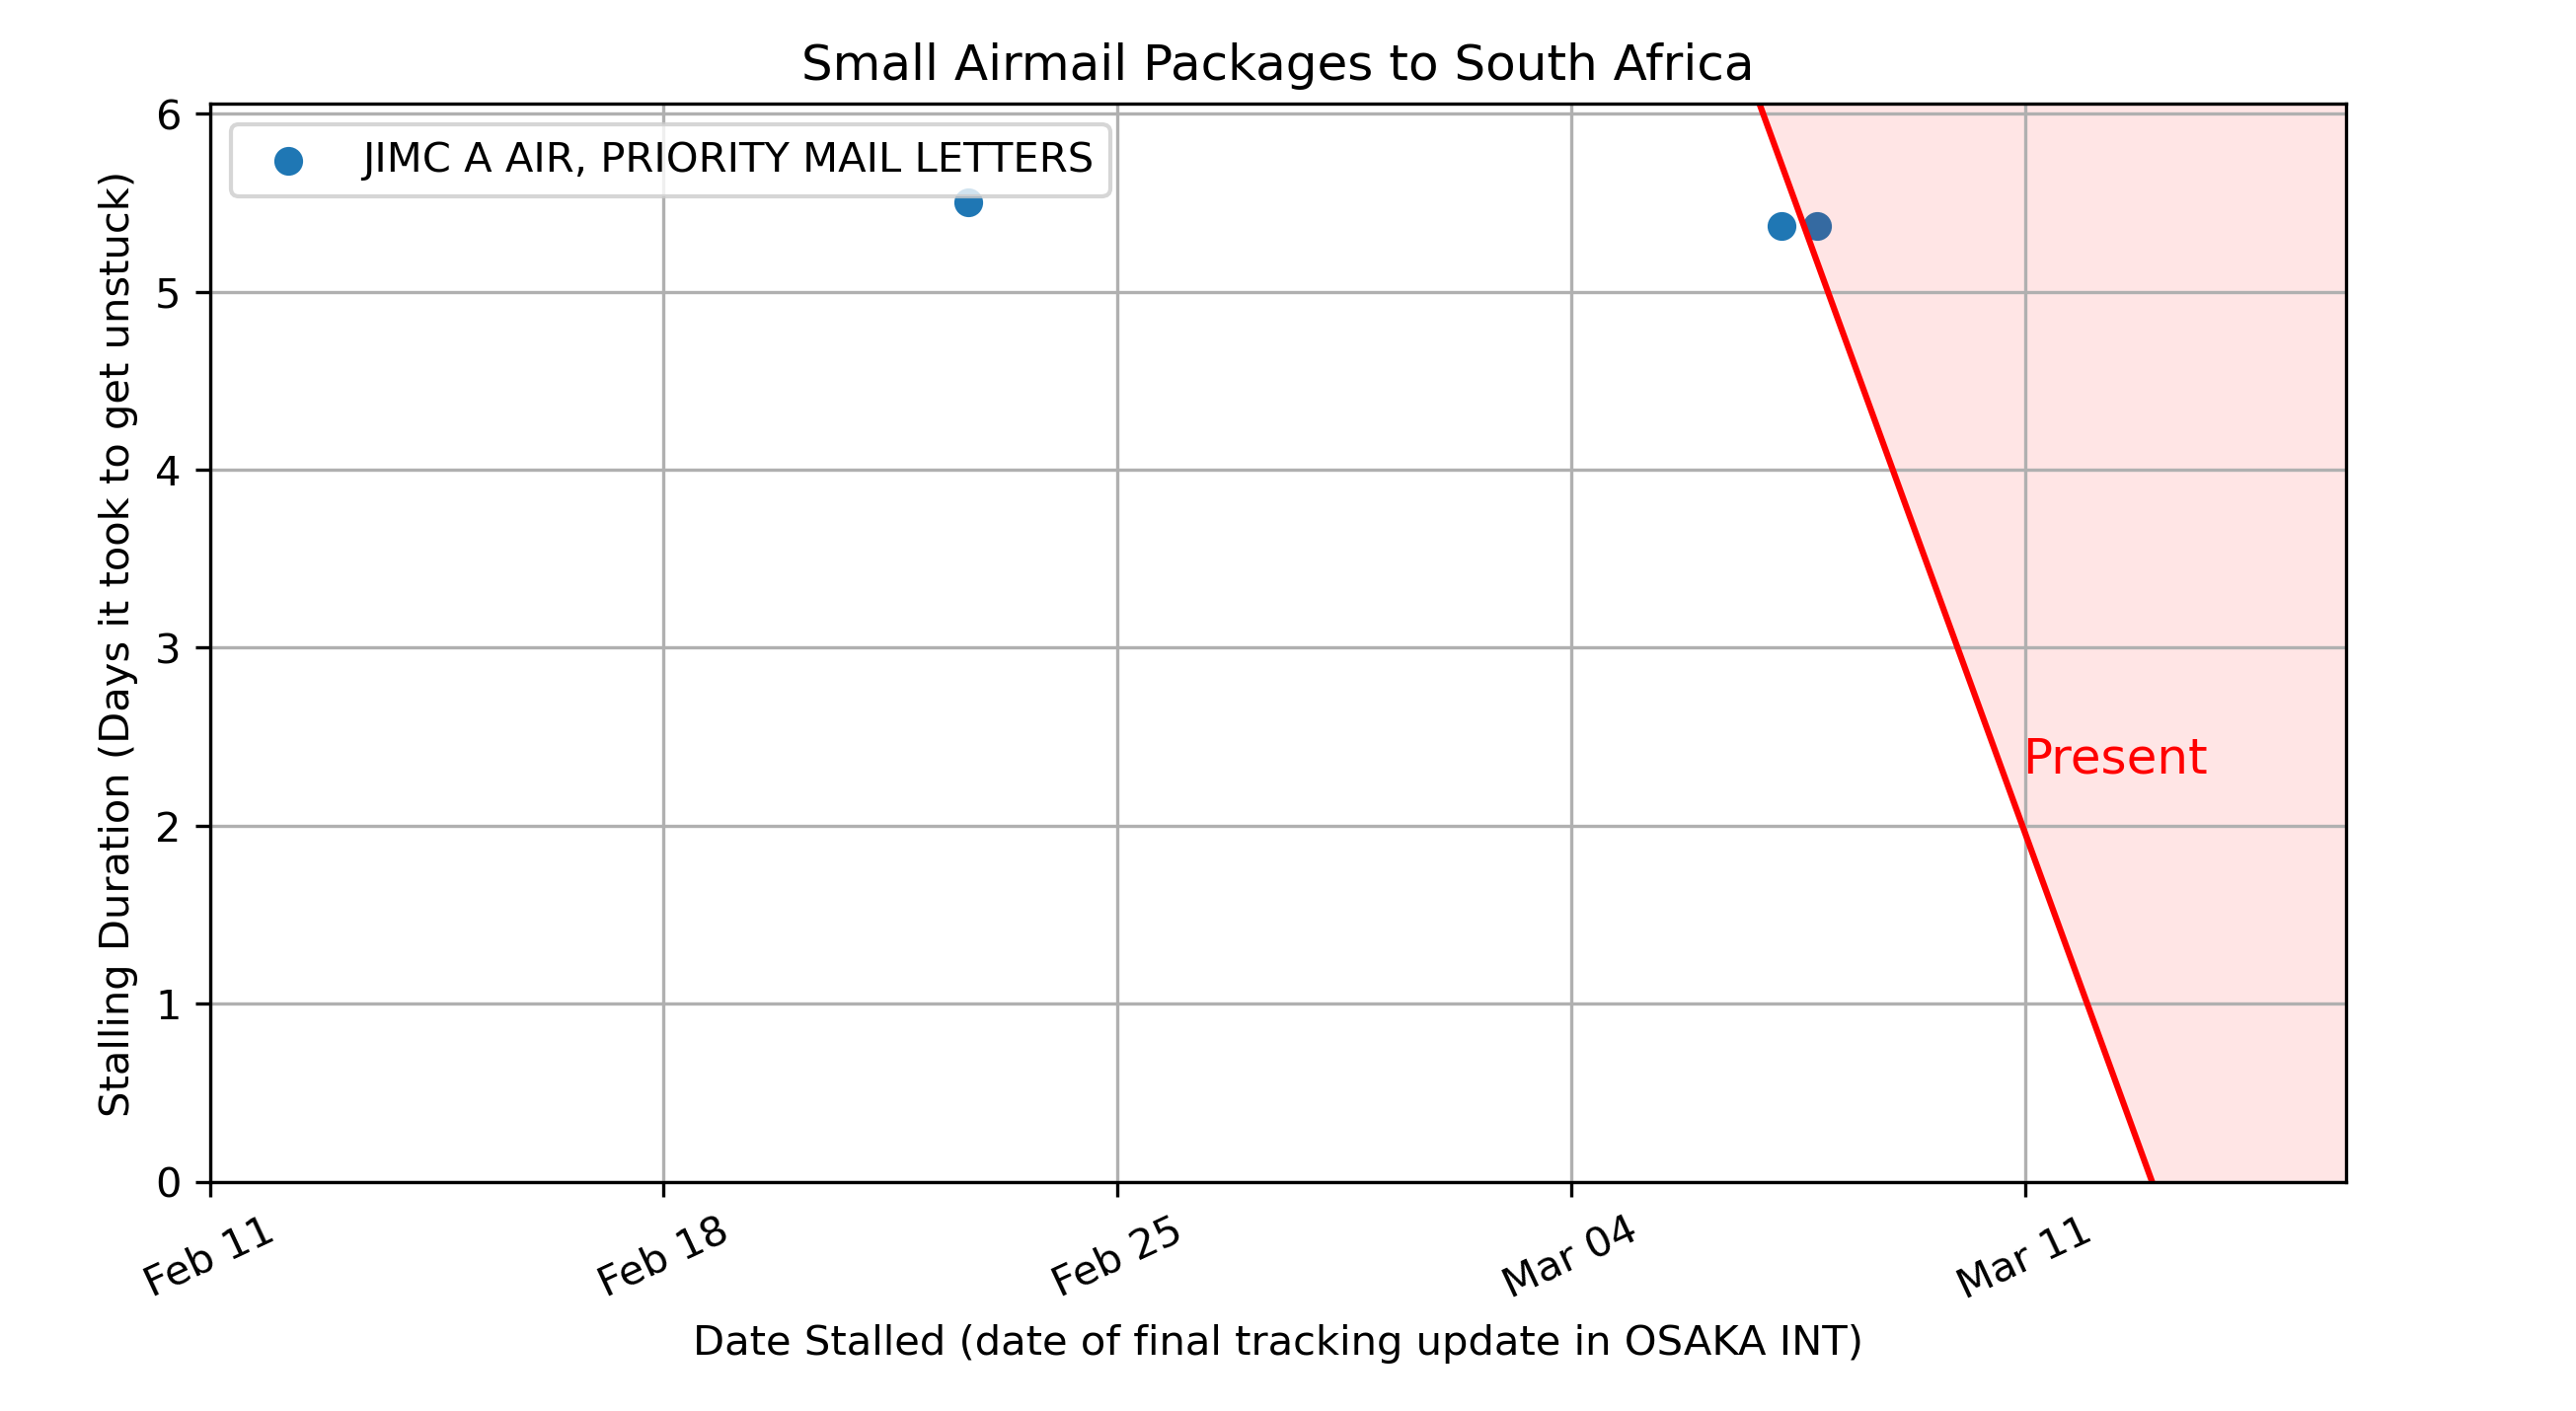 Small Airmail Packages to South Africa
JIMC A AIR, PRIORITY MAIL LETTERS
Stalling Duration (Days it took to get unstuck)
6
5
4
3
2
1
0
Present
Feb 11
Feb 18
Feb 25
Mar 04
Mar 11
Date Stalled (date of final tracking update in OSAKA INT)